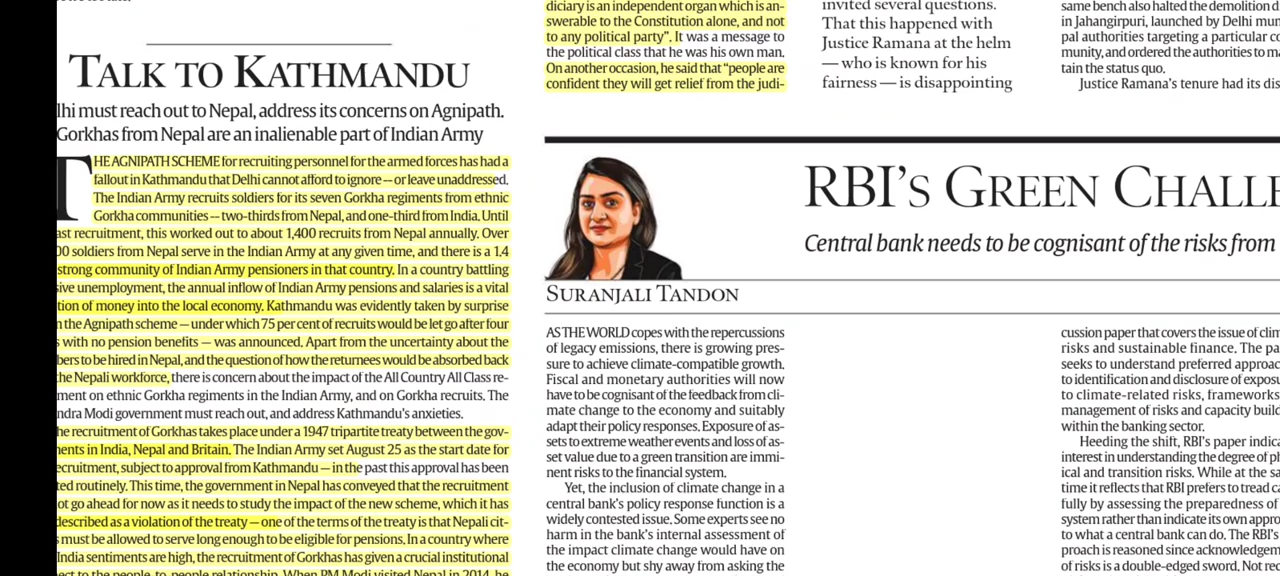 TALK TO KATHMANDU
lhi must reach out to Nepal, address its concerns on Agnipath.
Gorkhas from Nepal are an inalienable part of Indian Army
THE AGNIPATH SCHEME for recruiting personnel for the armed forces has had a
fallout in Kathmandu that Delhi cannot afford to ignore -- or leave unaddressed.
The Indian Army recruits soldiers for its seven Gorkha regiments from ethnic
Gorkha communities -- two-thirds from Nepal, and one-third from India. Until
ast recruitment, this worked out to about 1,400 recruits from Nepal annually. Over
00 soldiers from Nepal serve in the Indian Army at any given time, and there is a 1.4
strong community of Indian Army pensioners in that country. In a country battling
ive unemployment, the annual inflow of Indian Army pensions and salaries is a vital
tion of money into the local economy. Kathmandu was evidently taken by surprise
n the Agnipath scheme — under which 75 per cent of recruits would be let go after four
s with no pension benefits — was announced. Apart from the uncertainty about the
bers to be hired in Nepal, and the question of how the returnees would be absorbed back
the Nepali workforce, there is concern about the impact of the All Country All Class re-
ment on ethnic Gorkha regiments in the Indian Army, and on Gorkha recruits. The
ndra Modi government must reach out, and address Kathmandu's anxieties.
he recruitment of Gorkhas takes place under a 1947 tripartite treaty between the gov-
ments in India, Nepal and Britain. The Indian Army set August 25 as the start date for
ecruitment, subject to approval from Kathmandu — in the past this approval has been
ted routinely. This time, the government in Nepal has conveyed that the recruitment
ot go ahead for now as it needs to study the impact of the new scheme, which it has
described as a violation of the treaty — one of the terms of the treaty is that Nepali cit-
s must be allowed to serve long enough to be eligible for pensions. In a country where
India sentiments are high, the recruitment of Gorkhas has given a crucial institutional
ect to the people-to-people relationship. When PM Modi visited Nepal in 2014, he
diciary is an independent organ which is an-
swerable to the Constitution alone, and not
to any political party”. It was a message to
the political class that he was his own man.
On another occasion, he said that “people are
confident they will get relief from the judi-
invited several questions.
That this happened with
Justice Ramana at the helm
— who is known for his
fairness — is disappointing
same bench also halted the demolition d
in Jahangirpuri, launched by Delhi mun
pal authorities targeting a particular co
munity, and ordered the authorities to ma
tain the status quo.
Justice Ramana's tenure had its dis
RBI'S GREEN CHALLE
Central bank needs to be cognisant of the risks from
SURANJALI TANDON
AS THE WORLD copes with the repercussions
of legacy emissions, there is growing pres-
sure to achieve climate-compatible growth.
Fiscal and monetary authorities will now
have to be cognisant of the feedback from cli-
mate change to the economy and suitably
adapt their policy responses. Exposure of as-
sets to extreme weather events and loss of as-
set value due to a green transition are immi-
nent risks to the financial system.
Yet, the inclusion of climate change in a
central bank's policy response function is a
widely contested issue. Some experts see no
harm in the bank's internal assessment of
the impact climate change would have on
the economy but shy away from asking the
cussion paper that covers the issue of clim
risks and sustainable finance. The pa
seeks to understand preferred approac
to identification and disclosure of exposu
to climate-related risks, frameworks
management of risks and capacity build
within the banking sector.
Heeding the shift, RBI's paper indica
interest in understanding the degree of ph
ical and transition risks. While at the sa
time it reflects that RBI prefers to tread ca
fully by assessing the preparedness of
system rather than indicate its own appro
to what a central bank can do. The RBI's
proach is reasoned since acknowledgem
of risks is a double-edged sword. Not rec